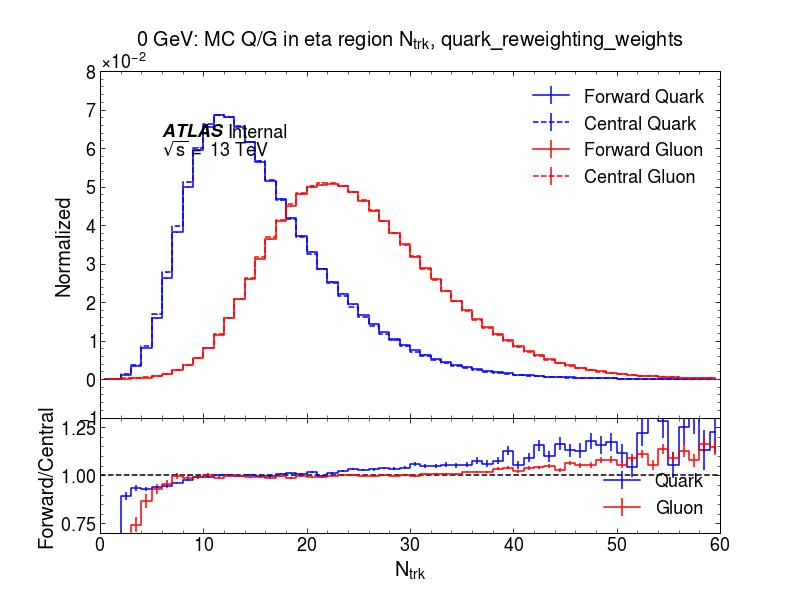 0 GeV: MC Q/G in eta region N_trk, quark_reweighting_weights
×10⁻²
8
7
6
5
4
3
2
1
0
−1
Normalized
ATLAS Internal
√s = 13 TeV
Forward Quark
Central Quark
Forward Gluon
Central Gluon
1.25
1.00
0.75
Forward/Central
Quark
Gluon
0 10 20 30 40 50 60
N_trk